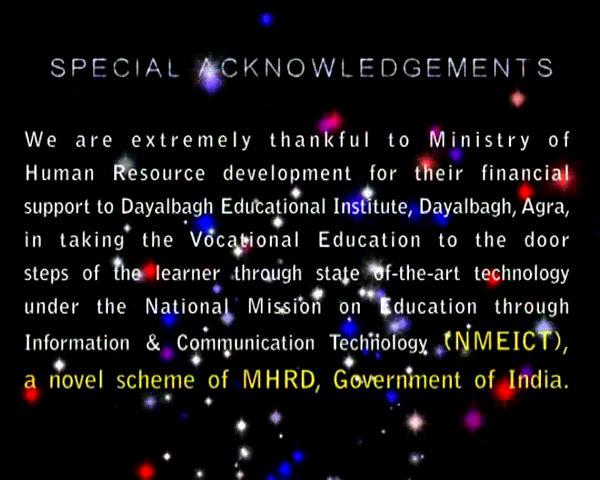 SPECIAL ACKNOWLEDGEMENTS
We are extremely thankful to Ministry of
Human Resource development for their financial
support to Dayalbagh Educational Institute, Dayalbagh, Agra,
in taking the Vocational Education to the door
steps of the learner through state of-the-art technology
under the National Mission on Education through
Information & Communication Technology (NMEICT),
a novel scheme of MHRD, Government of India.